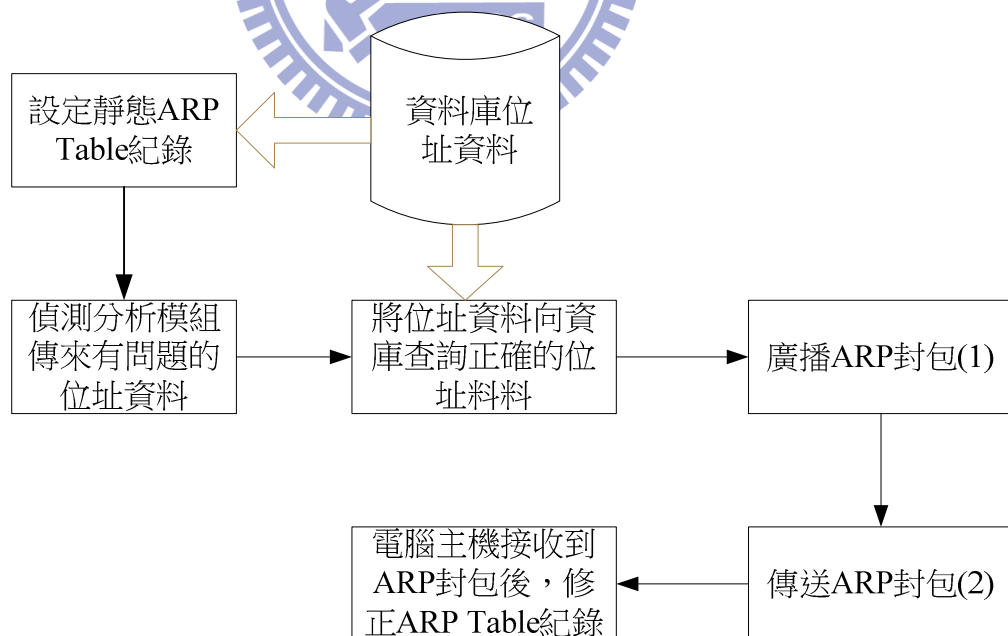 設定靜態ARP
Table紀錄
資料庫位
址資料
偵測分析模組
傳來有問題的
位址資料
將位址資料向資
庫查詢正確的位
址料料
廣播ARP封包(1)
傳送ARP封包(2)
電腦主機接收到
ARP封包後，修
正ARP Table紀錄